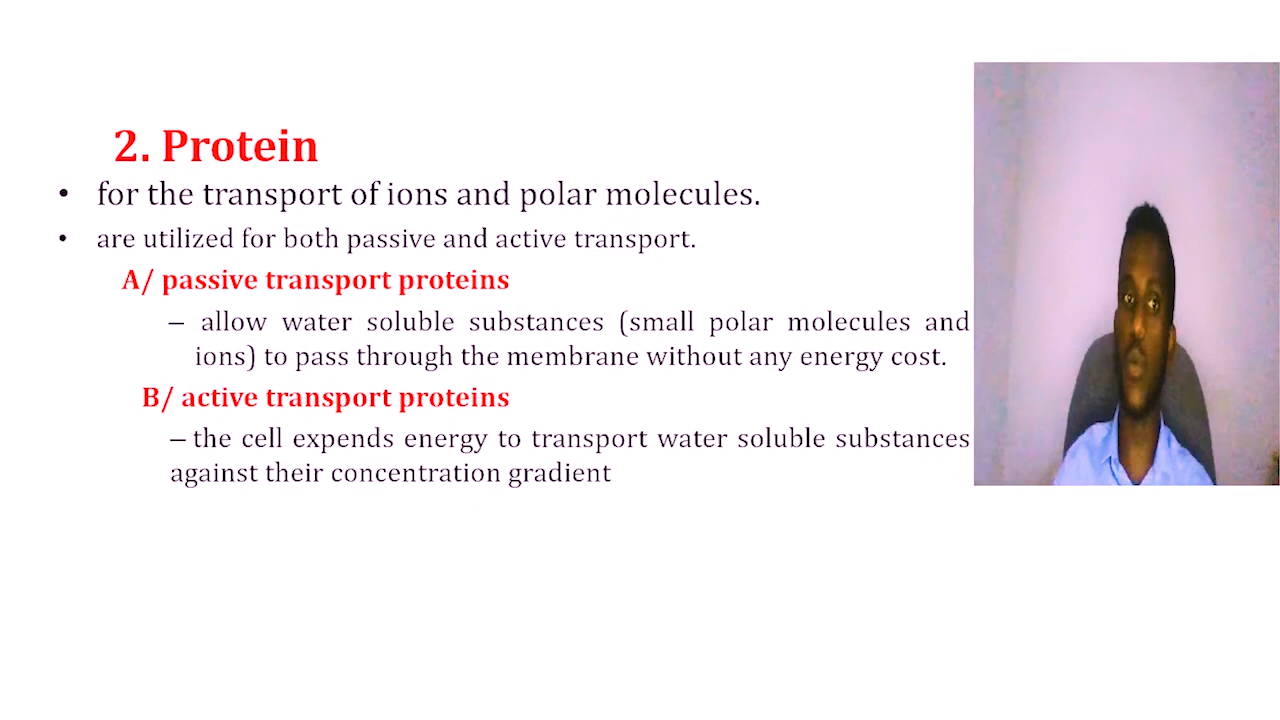 2. Protein
• for the transport of ions and polar molecules.
• are utilized for both passive and active transport.
A/ passive transport proteins
– allow water soluble substances (small polar molecules and
ions) to pass through the membrane without any energy cost.
B/ active transport proteins
– the cell expends energy to transport water soluble substances
against their concentration gradient